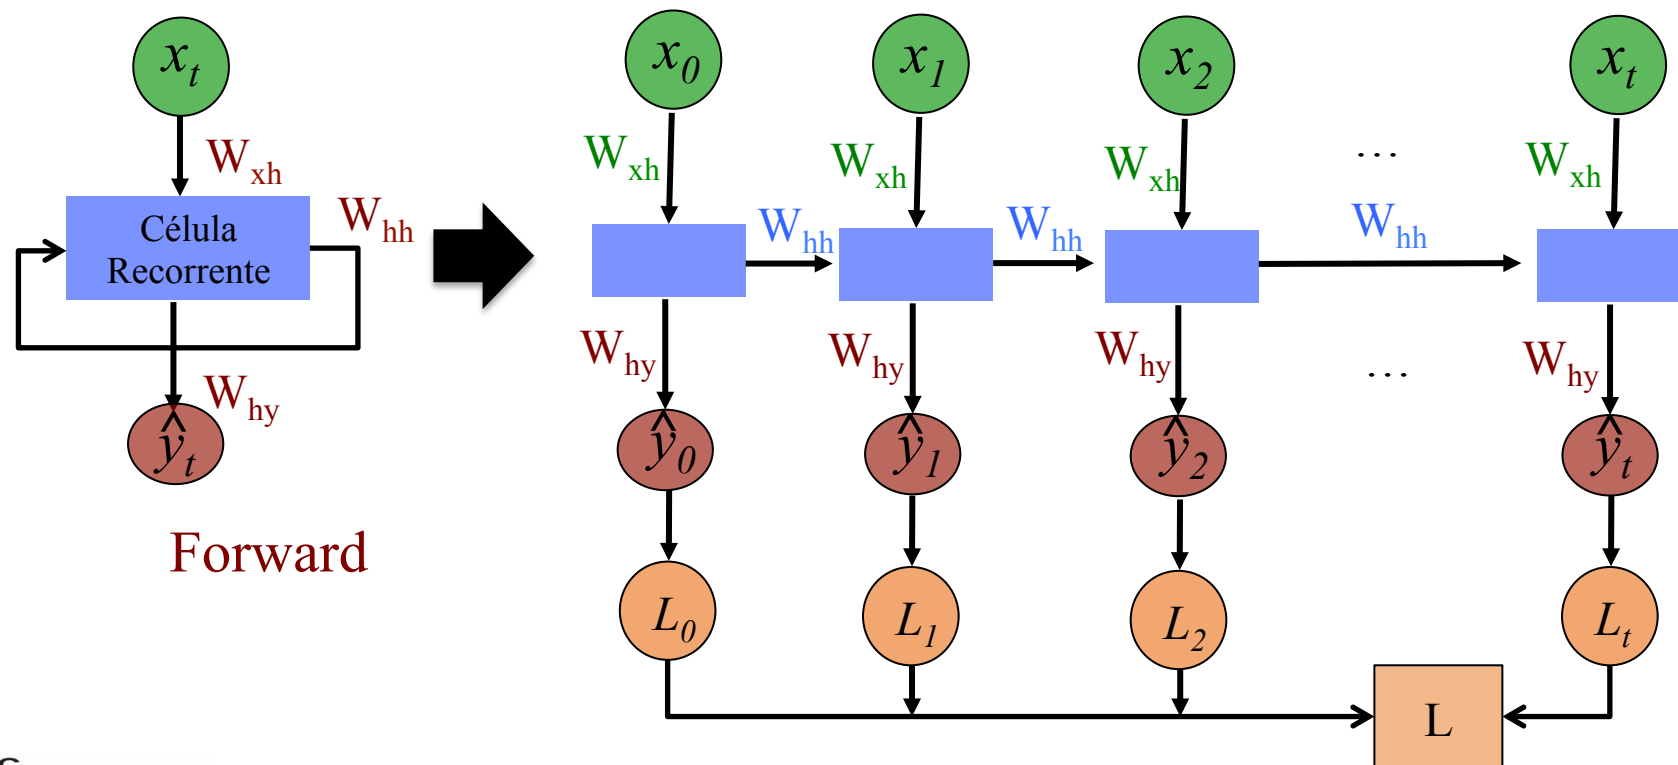 x_t
W_xh
Célula
Recorrente
W_hh
W_hy
ŷ_t
Forward
x_0
x_1
x_2
x_t
W_xh
W_xh
W_xh
...
W_xh
W_hh
W_hh
W_hh
W_hy
W_hy
W_hy
...
W_hy
ŷ_0
ŷ_1
ŷ_2
ŷ_t
L_0
L_1
L_2
L_t
L